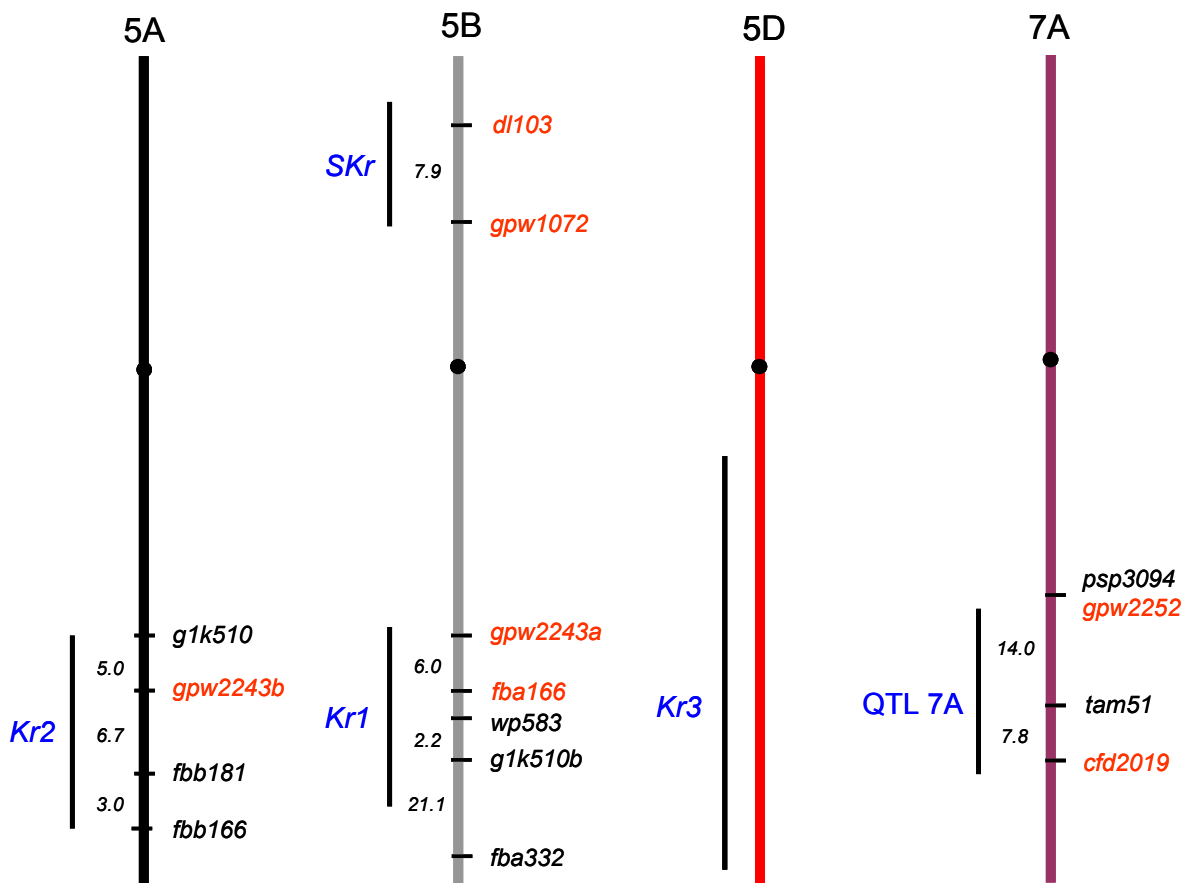 5A
5B
5D
7A
dl103
SKr
7.9
gpw1072
psp3094
gpw2252
g1k510
gpw2243a
14.0
5.0
6.0
gpw2243b
fba166
QTL 7A
tam51
Kr2
6.7
Kr1
wp583
Kr3
2.2
7.8
g1k510b
cfd2019
fbb181
3.0
21.1
fbb166
fba332